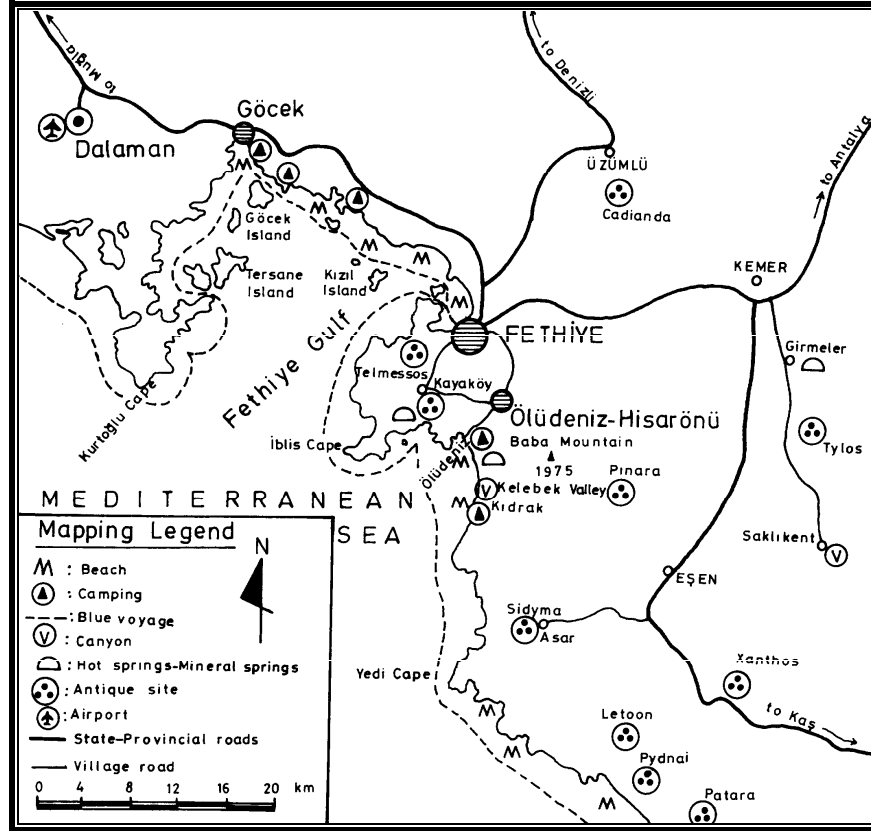 to Muğla
to Denizli
Göcek
Dalaman
ÜZÜMLÜ
to Antalya
Cadianda
Göcek
Island
Tersane
Island
Kızıl
Island
KEMER
FETHİYE
Fethiye Gulf
Telmessos
Kayaköy
Girmeler
Kurtoğlu Cape
İblis Cape
Ölüdeniz-Hisarönü
Ölüdeniz
Baba Mountain
1975
Tylos
Pınara
Kelebek Valley
Kıdrak
V
MEDITERRANEAN
SEA
Saklıkent
V
EŞEN
Sidyma
Asar
Yedi Cape
Xanthos
to Kaş
Letoon
Pydnai
Patara
M
M
M
M
M
M
M
M
M
M
Mapping Legend
N
M : Beach
: Camping
: Blue voyage
V : Canyon
: Hot springs-Mineral springs
: Antique site
: Airport
State-Provincial roads
Village road
0 4 8 12 16 20 km